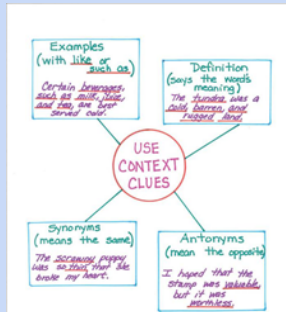 Examples
(with like or
such as)
Certain beverages,
such as milk, juice,
and tea, are best
served cold.
Definition
(says the word's
meaning)
The tundra was a
cold, barren, and
rugged land.
USE
CONTEXT
CLUES
Synonyms
(means the same)
The scrawny puppy
was so thin that she
broke my heart.
Antonyms
(mean the opposite)
I hoped that the
stamp was valuable,
but it was
worthless.